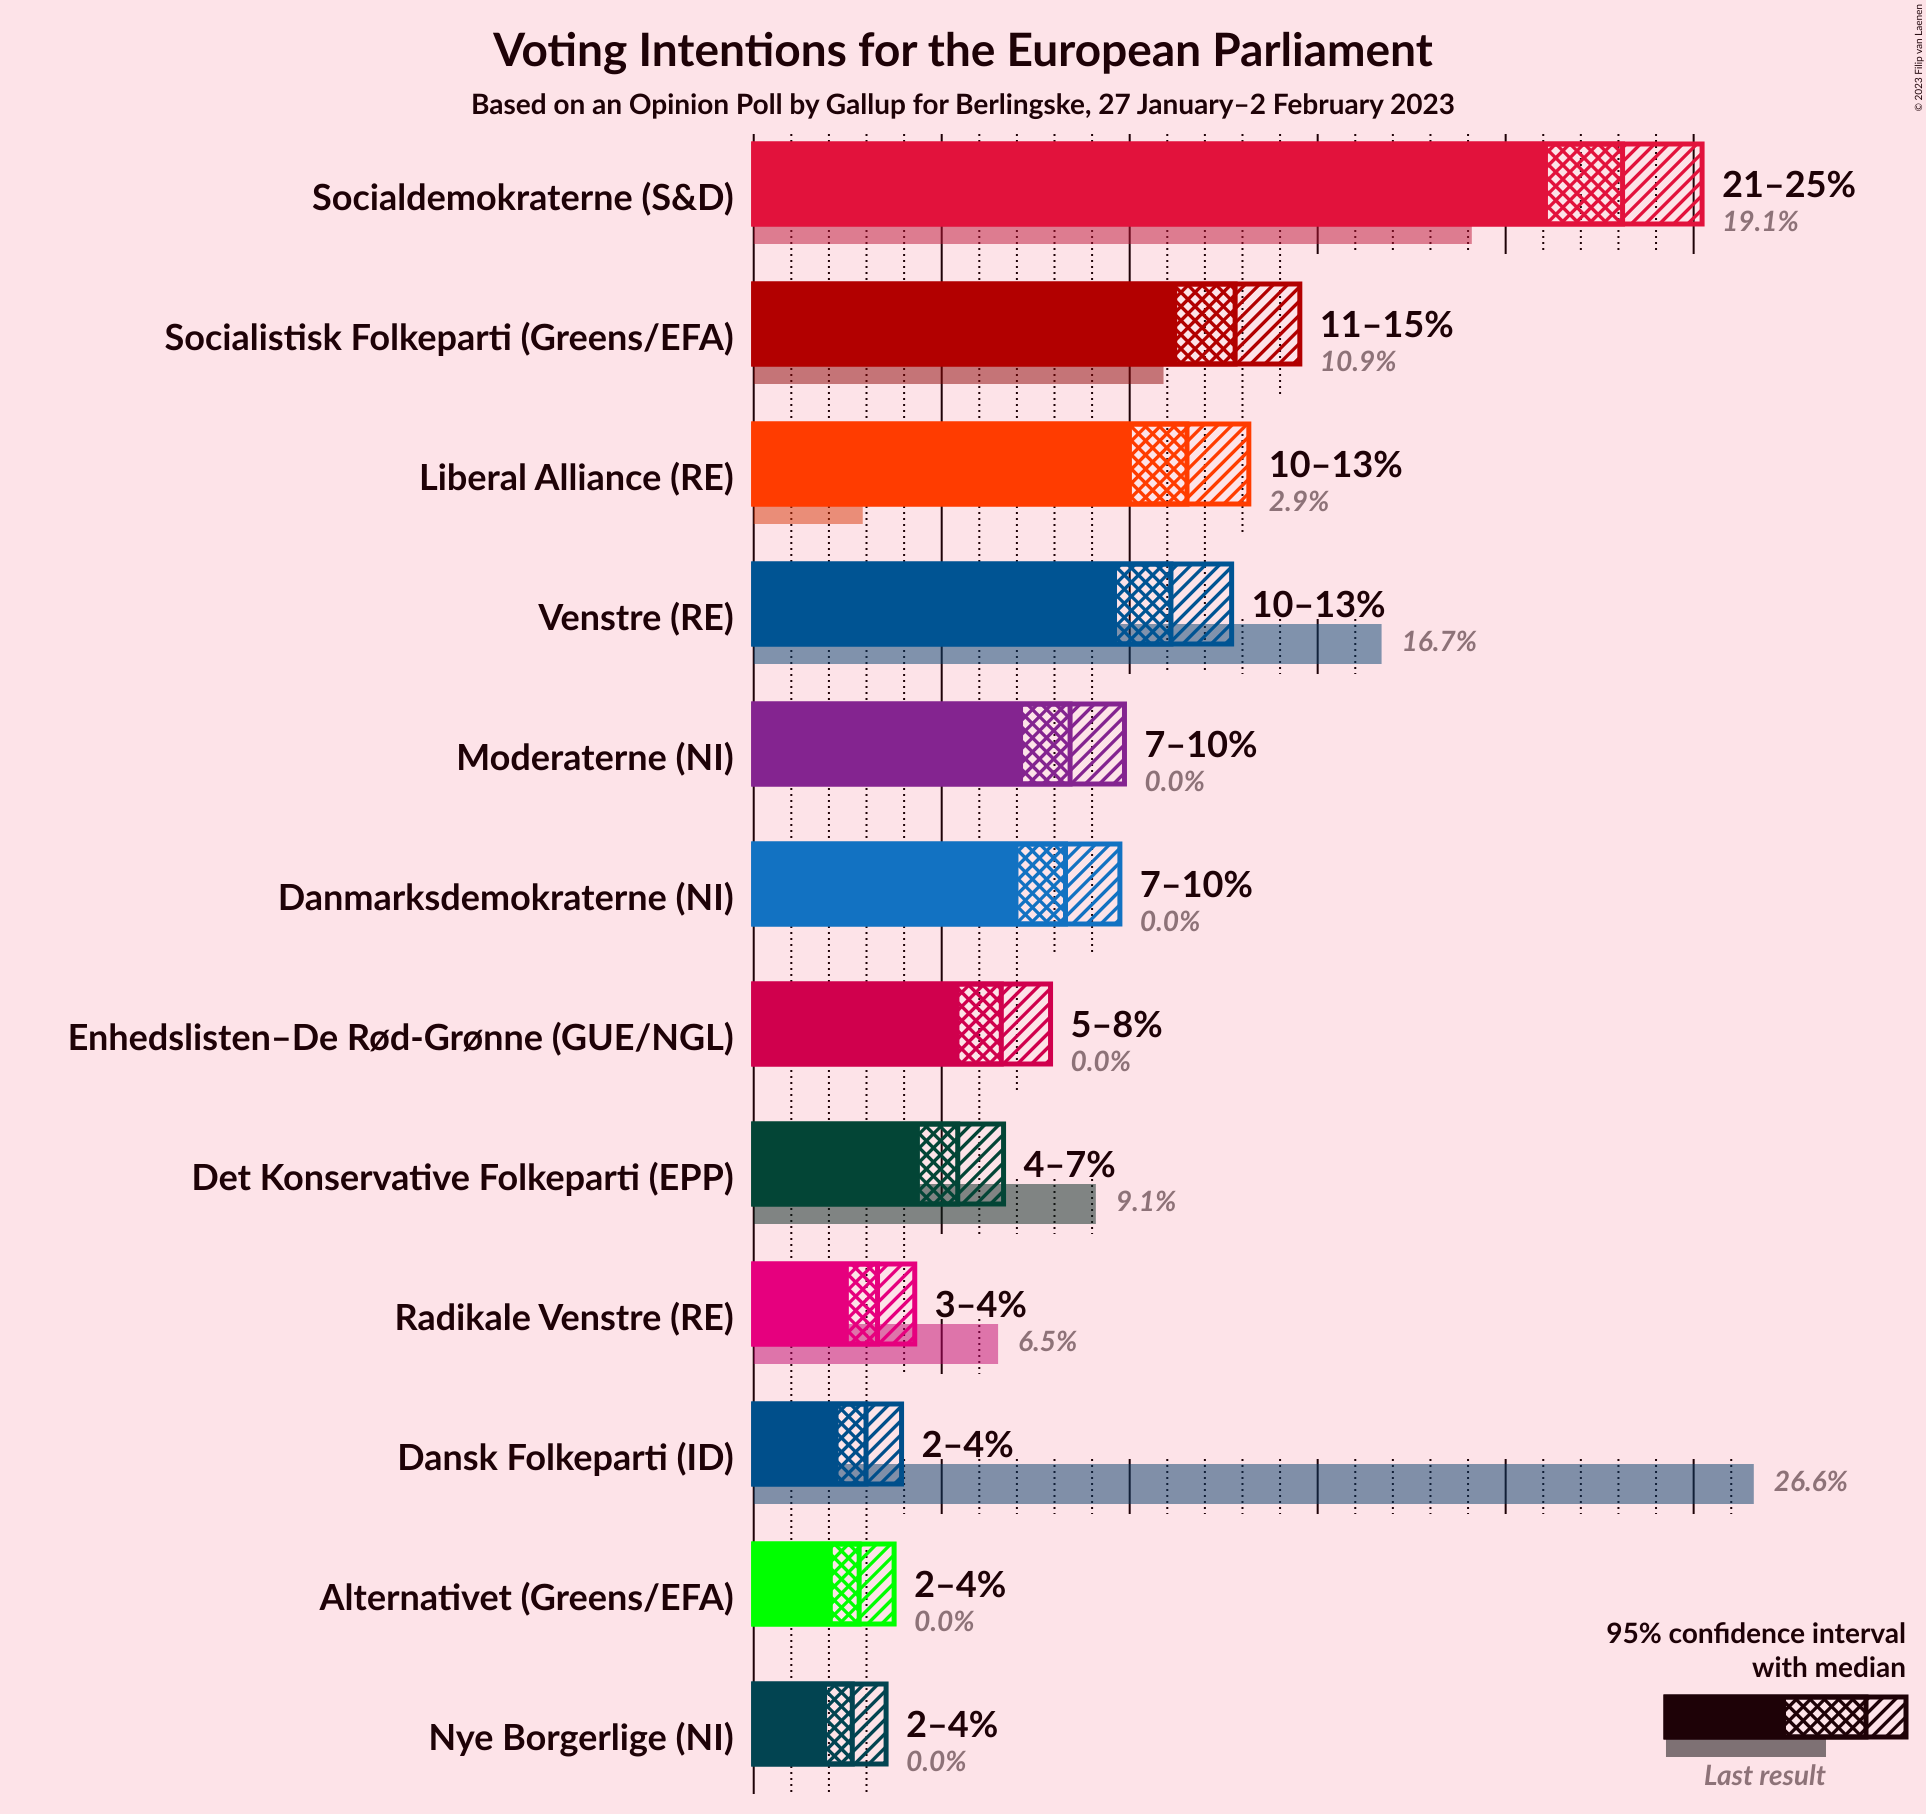 Voting Intentions for the European Parliament
Based on an Opinion Poll by Gallup for Berlingske, 27 January–2 February 2023
© 2023 Filip van Laenen
Socialdemokraterne (S&D)
21–25%
19.1%
Socialistisk Folkeparti (Greens/EFA)
11–15%
10.9%
Liberal Alliance (RE)
10–13%
2.9%
Venstre (RE)
10–13%
16.7%
Moderaterne (NI)
7–10%
0.0%
Danmarksdemokraterne (NI)
7–10%
0.0%
Enhedslisten–De Rød-Grønne (GUE/NGL)
5–8%
0.0%
Det Konservative Folkeparti (EPP)
4–7%
9.1%
Radikale Venstre (RE)
3–4%
6.5%
Dansk Folkeparti (ID)
2–4%
26.6%
Alternativet (Greens/EFA)
2–4%
0.0%
Nye Borgerlige (NI)
2–4%
0.0%
95% confidence interval
with median
Last result